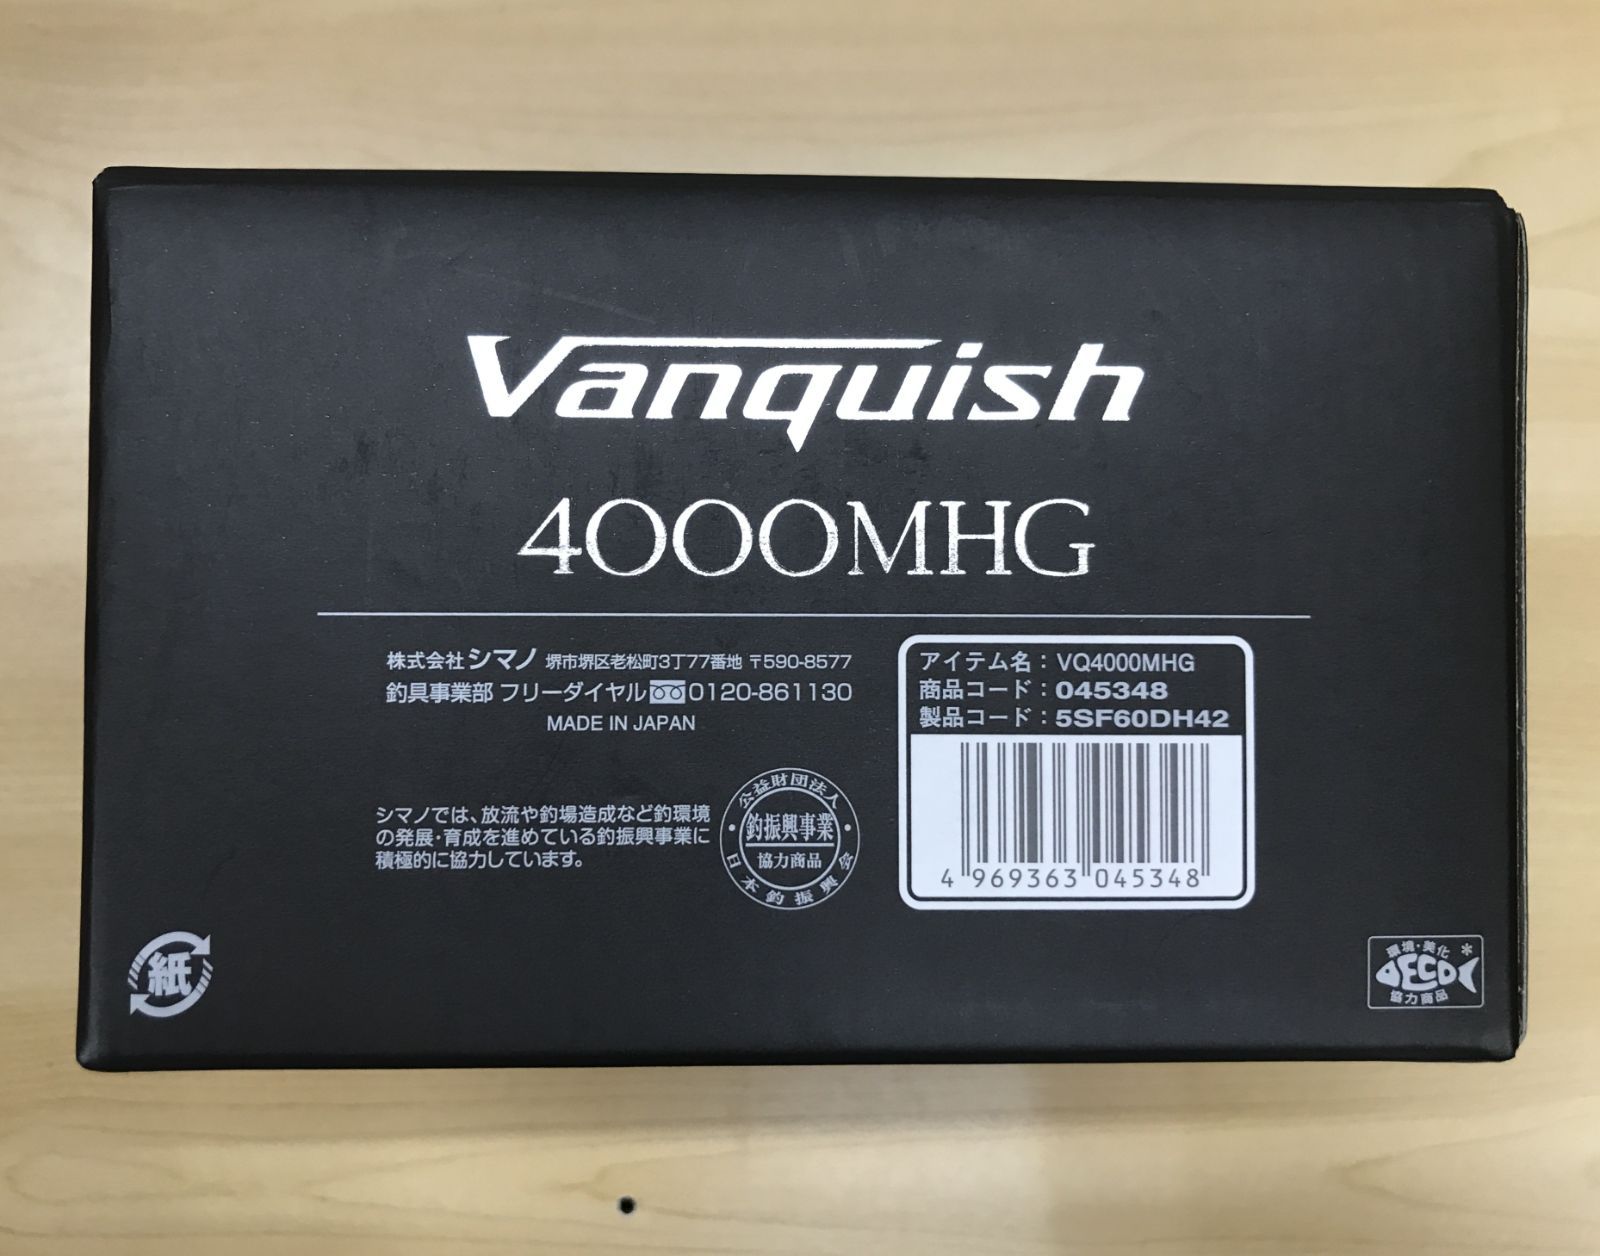 Vanquish
4000MHG
株式会社シマノ 堺市堺区老松町3丁77番地 〒590-8577
釣具事業部 フリーダイヤル 0120-861130
MADE IN JAPAN
アイテム名：VQ4000MHG
商品コード：045348
製品コード：5SF60DH42
4 969363 045348
シマノでは、放流や釣場造成など釣環境
の発展・育成を進めている釣振興事業に
積極的に協力しています。
公益財団法人
釣振興事業
協力商品
日本釣振興会
紙
環境・美化
DECO
協力商品